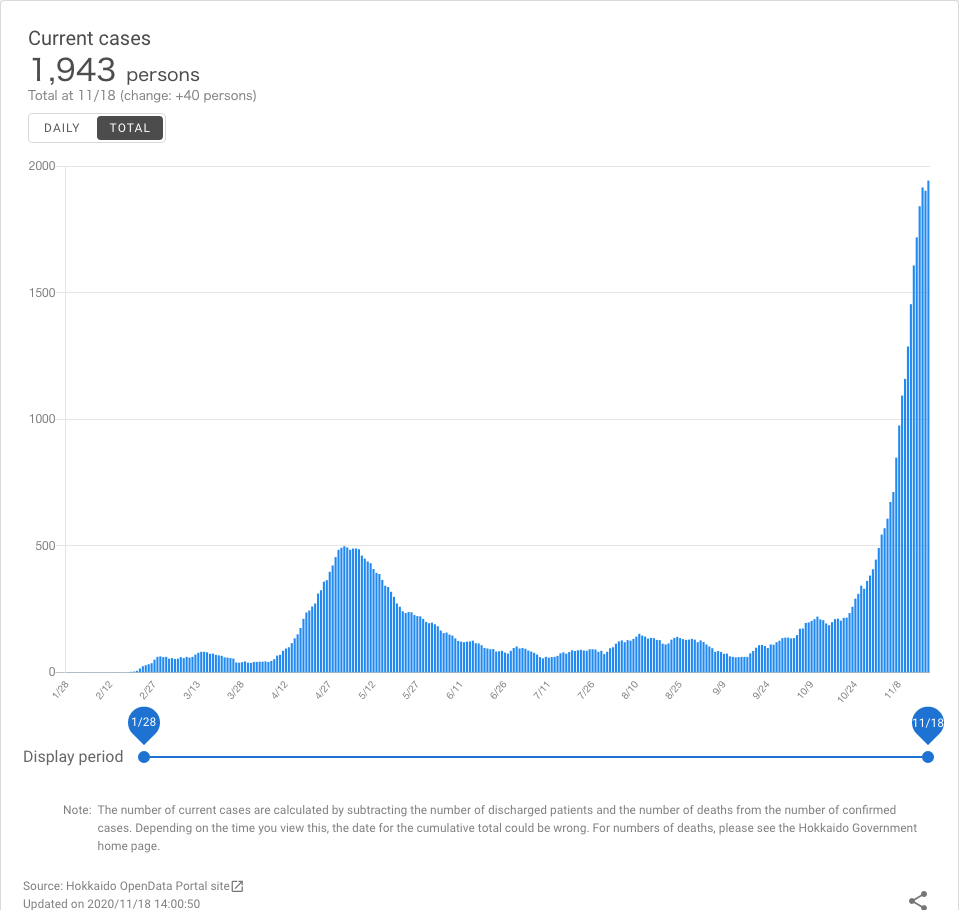 Current cases
1,943 persons
Total at 11/18 (change: +40 persons)
DAILY TOTAL
2000
1500
1000
500
0
1/28 2/12 2/27 3/13 3/28 4/12 4/27 5/12 5/27 6/11 6/26 7/11 7/26 8/10 8/25 9/9 9/24 10/9 10/24 11/8
1/28 11/18
Display period
Note: The number of current cases are calculated by subtracting the number of discharged patients and the number of deaths from the number of confirmed
cases. Depending on the time you view this, the date for the cumulative total could be wrong. For numbers of deaths, please see the Hokkaido Government
home page.
Source: Hokkaido OpenData Portal site
Updated on 2020/11/18 14:00:50